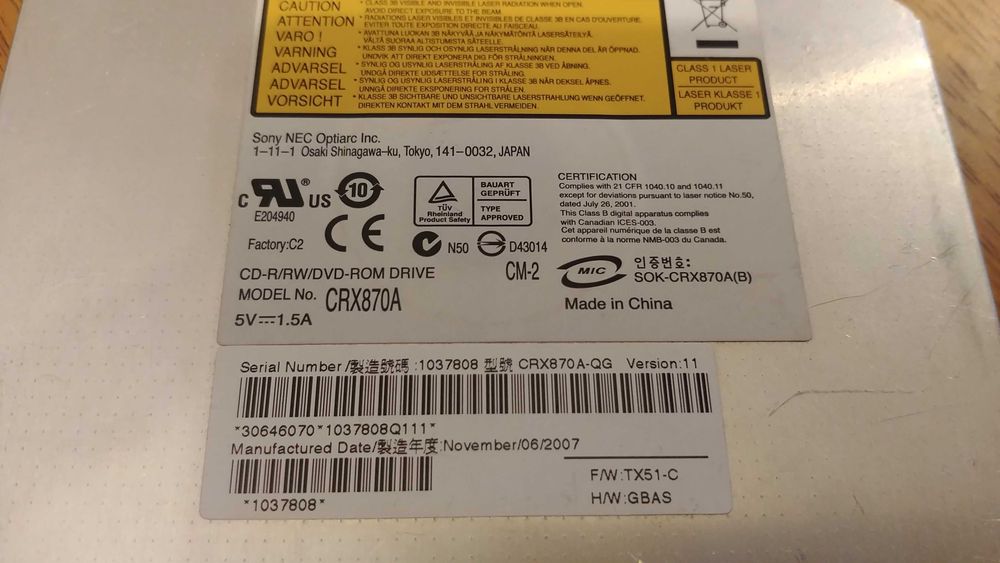 CAUTION
ATTENTION
VARO !
VARNING
ADVARSEL
ADVARSEL
VORSICHT
* CLASS 3B VISIBLE AND INVISIBLE LASER RADIATION WHEN OPEN.
AVOID DIRECT EXPOSURE TO THE BEAM.
* RADIATIONS LASER VISIBLES ET INVISIBLES DE CLASSE 3B EN CAS D'OUVERTURE.
EVITER TOUTE EXPOSITION DIRECTE AU FAISCEAU.
* AVATTUNA LUOKAN 3B NÄKYVÄÄ JA NÄKYMÄTÖNTÄ LASERSÄTEILYÄ.
VÄLTÄ SUORAA ALTISTUMISTA SÄTEELLE.
* KLASS 3B SYNLIG OCH OSYNLIG LASERSTRÅLNING NÄR DENNA DEL ÄR ÖPPNAD.
UNDVIK ATT DIREKT EXPONERA DIG FÖR STRÅLNINGEN.
* SYNLIG OG USYNLIG LASERSTRÅLING AF KLASSE 3B VED ÅBNING.
UNDGÅ DIREKTE UDSÆTTELSE FOR STRÅLING.
* SYNLIG OG USYNLIG LASERSTRÅLING I KLASSE 3B NÅR DEKSEL ÅPNES.
UNNGÅ DIREKTE EKSPONERING FOR STRÅLEN.
* KLASSE 3B SICHTBARE UND UNSICHTBARE LASERSTRAHLUNG WENN GEÖFFNET.
DIREKTEN KONTAKT MIT DEM STRAHL VERMEIDEN.
CLASS 1 LASER
PRODUCT
LASER KLASSE 1
PRODUKT
Sony NEC Optiarc Inc.
1-11-1 Osaki Shinagawa-ku, Tokyo, 141-0032, JAPAN
C RU® US
E204940
10
TÜV
Rheinland
Product Safety
BAUART
GEPRÜFT
TYPE
APPROVED
Factory:C2
CE
N50
D43014
CD-R/RW/DVD-ROM DRIVE
CM-2
MODEL No. CRX870A
5V⎓1.5A
CERTIFICATION
Complies with 21 CFR 1040.10 and 1040.11
except for deviations pursuant to laser notice No.50,
dated July 26, 2001.
This Class B digital apparatus complies
with Canadian ICES-003.
Cet appareil numérique de la classe B est
conforme à la norme NMB-003 du Canada.
MIC
인증번호:
SOK-CRX870A(B)
Made in China
Serial Number/製造號碼:1037808 型號 CRX870A-QG Version:11
*30646070*1037808Q111*
Manufactured Date/製造年度:November/06/2007
*1037808*
F/W:TX51-C
H/W:GBAS